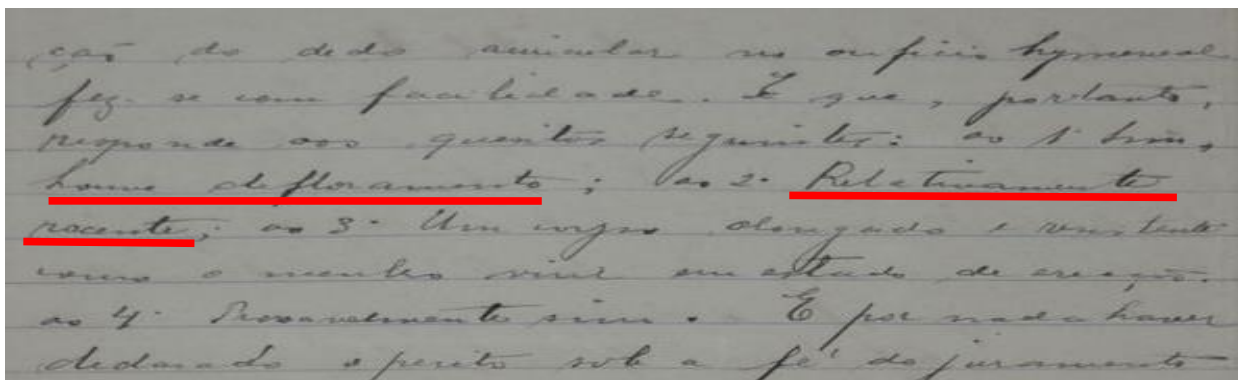 ção do dedo auricular no orificio hymeneal
fez-se com facilidade. E que, portanto,
responde aos quesitos seguintes: ao 1º sim,
houve defloramento; ao 2º Relativamente
recente; ao 3º Um corpo alongado e resistente
como o membro viril em estado de erecção.
ao 4º Provavelmente sim. E por nada haver
declarado o perito sob a fé do juramento